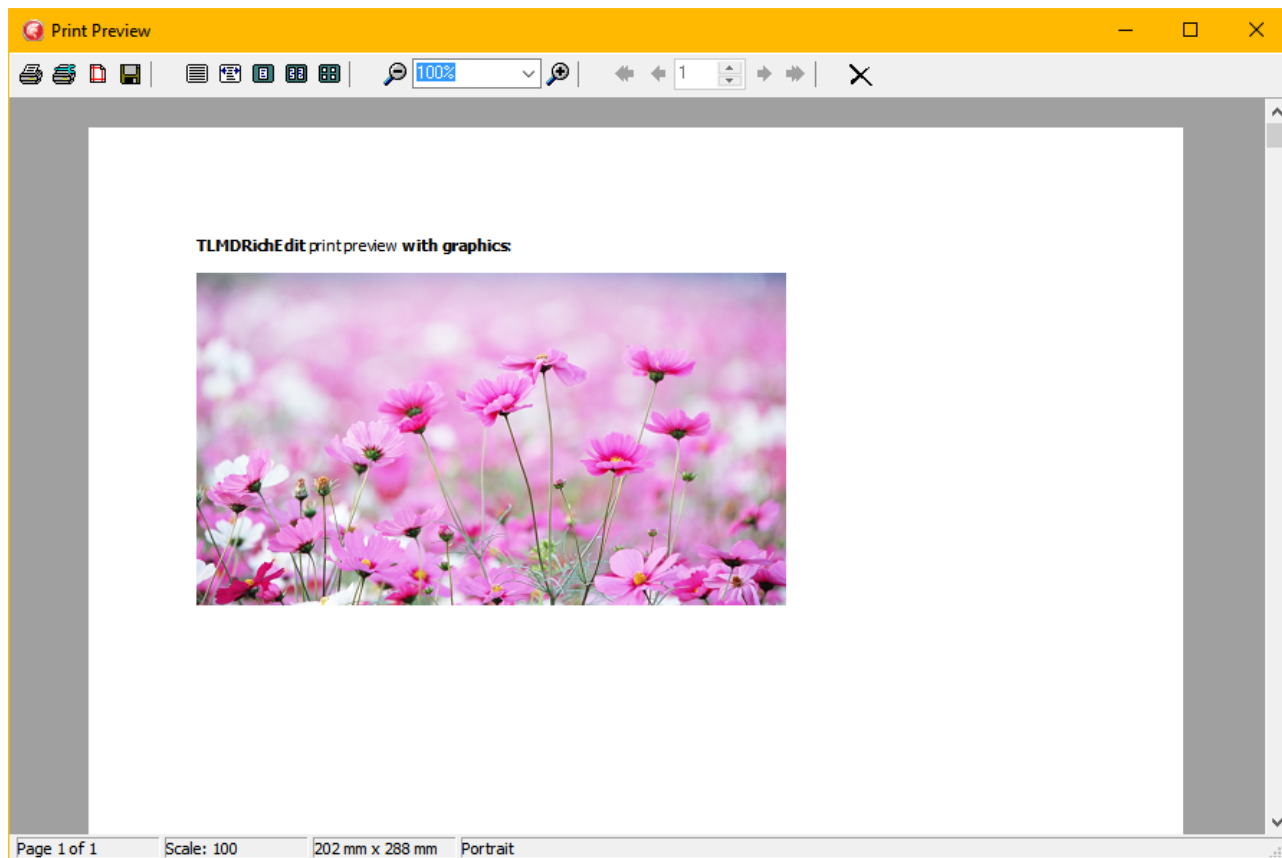 Print Preview
100%
1
TLMDRichEdit print preview with graphics:
Page 1 of 1
Scale: 100
202 mm x 288 mm
Portrait